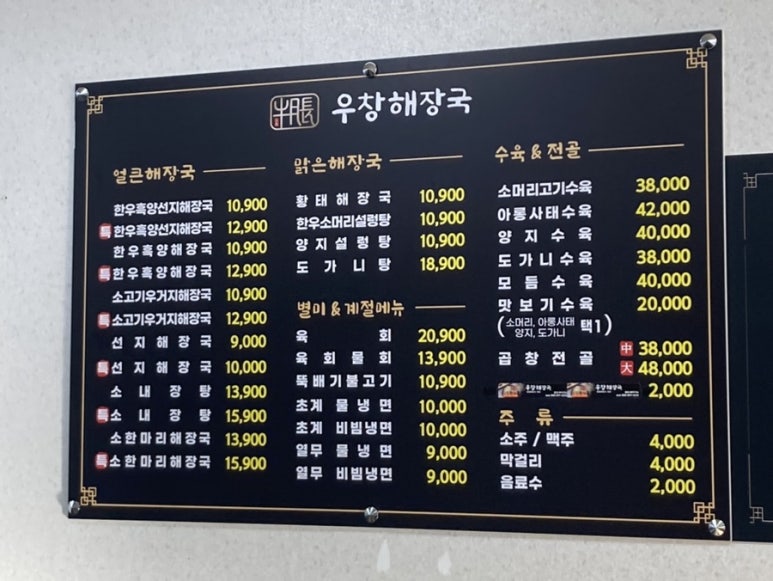 우창해장국
얼큰해장국
한우흑양선지해장국 10,900
특 한우흑양선지해장국 12,900
한우흑양해장국 10,900
특 한우흑양해장국 12,900
소고기우거지해장국 10,900
특 소고기우거지해장국 12,900
선지해장국 9,000
특 선지해장국 10,000
소내장탕 13,900
특 소내장탕 15,900
소한마리해장국 13,900
특 소한마리해장국 15,900
맑은해장국
황태해장국 10,900
한우소머리설렁탕 10,900
양지설렁탕 10,900
도가니탕 18,900
별미 & 계절메뉴
육회 20,900
육회물회 13,900
뚝배기불고기 10,900
초계 물냉면 10,000
초계 비빔냉면 10,000
열무 물냉면 9,000
열무 비빔냉면 9,000
수육 & 전골
소머리고기수육 38,000
아롱사태수육 42,000
양지수육 40,000
도가니수육 38,000
모듬수육 40,000
맛보기수육 20,000
(소머리, 아롱사태
양지, 도가니 택1)
곱창전골 中 38,000
大 48,000
우창해장국 우창해장국 2,000
주류
소주 / 맥주 4,000
막걸리 4,000
음료수 2,000